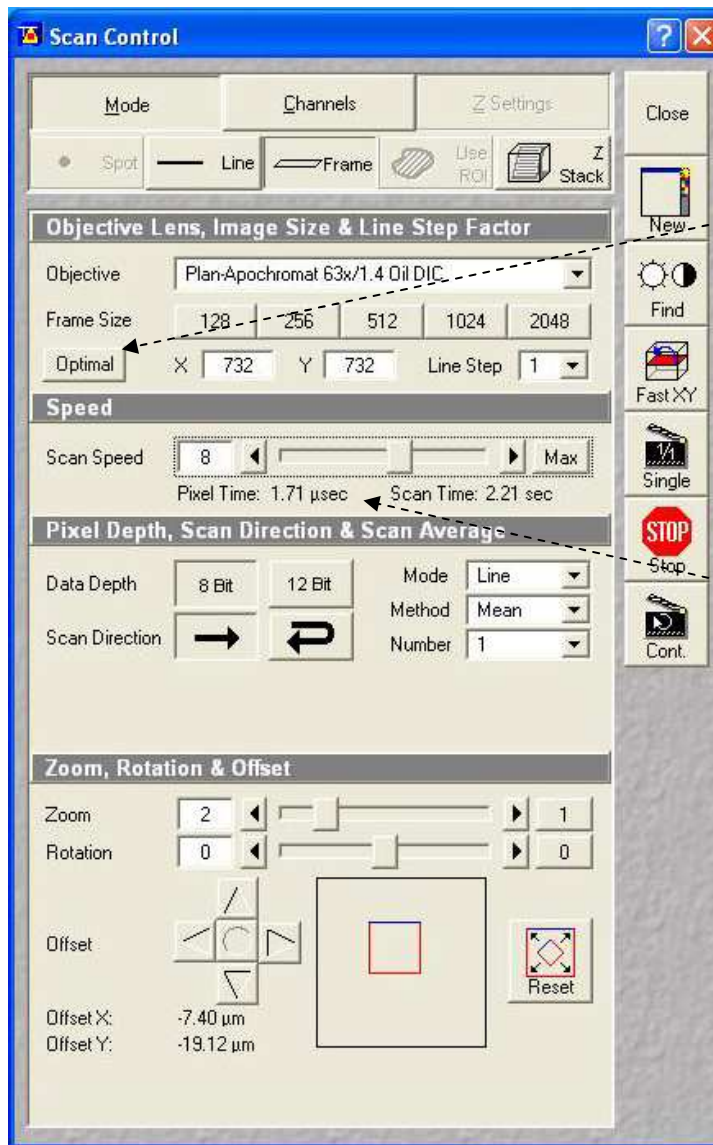 Scan Control
Mode Channels Z Settings Close
Spot Line Frame Use ROI Z Stack
New
Objective Lens, Image Size & Line Step Factor
Objective Plan-Apochromat 63x/1.4 Oil DIC
Find
Frame Size 128 256 512 1024 2048
Optimal X 732 Y 732 Line Step 1
Fast XY
Speed
Scan Speed 8 Max
1/1
Single
Pixel Time: 1.71 µsec Scan Time: 2.21 sec
Pixel Depth, Scan Direction & Scan Average
STOP
Stop
Data Depth 8 Bit 12 Bit Mode Line
Method Mean
Scan Direction Number 1
Cont.
Zoom, Rotation & Offset
Zoom 2 1
Rotation 0 0
Offset
Reset
Offset X: -7.40 µm
Offset Y: -19.12 µm